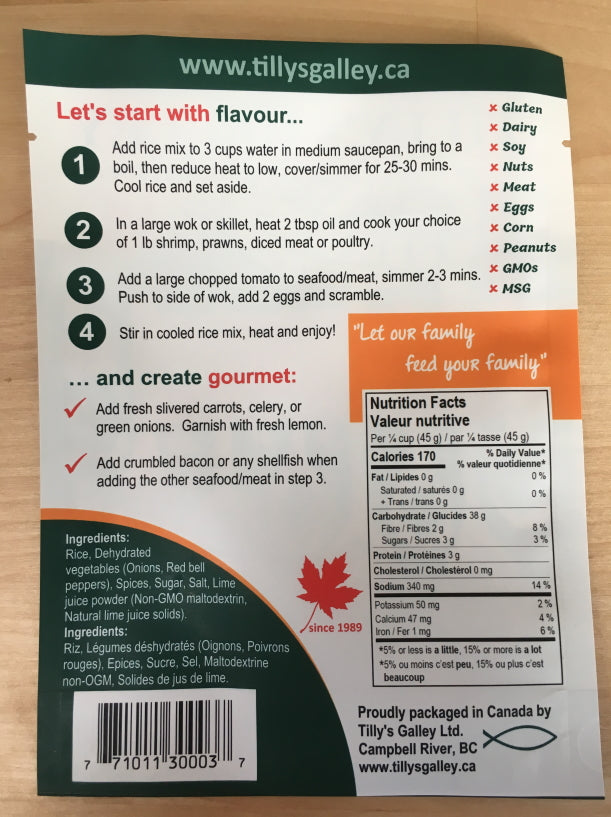 www.tillysgalley.ca
Let's start with flavour...
1
Add rice mix to 3 cups water in medium saucepan, bring to a
boil, then reduce heat to low, cover/simmer for 25-30 mins.
Cool rice and set aside.
2
In a large wok or skillet, heat 2 tbsp oil and cook your choice
of 1 lb shrimp, prawns, diced meat or poultry.
3
Add a large chopped tomato to seafood/meat, simmer 2-3 mins.
Push to side of wok, add 2 eggs and scramble.
4
Stir in cooled rice mix, heat and enjoy!
x Gluten
x Dairy
x Soy
x Nuts
x Meat
x Eggs
x Corn
x Peanuts
x GMOs
x MSG
"Let our family
feed your family"
... and create gourmet:
Add fresh slivered carrots, celery, or
green onions. Garnish with fresh lemon.
Add crumbled bacon or any shellfish when
adding the other seafood/meat in step 3.
Nutrition Facts
Valeur nutritive
Per ¼ cup (45 g) / par ¼ tasse (45 g)
Calories 170
% Daily Value*
% valeur quotidienne*
Fat / Lipides 0 g 0 %
Saturated / saturés 0 g
+ Trans / trans 0 g
0 %
Carbohydrate / Glucides 38 g
Fibre / Fibres 2 g 8 %
Sugars / Sucres 3 g 3 %
Protein / Protéines 3 g
Cholesterol / Cholestérol 0 mg
Sodium 340 mg 14 %
Potassium 50 mg 2 %
Calcium 47 mg 4 %
Iron / Fer 1 mg 6 %
*5% or less is a little, 15% or more is a lot
*5% ou moins c'est peu, 15% ou plus c'est
beaucoup
Ingredients:
Rice, Dehydrated
vegetables (Onions, Red bell
peppers), Spices, Sugar, Salt, Lime
juice powder (Non-GMO maltodextrin,
Natural lime juice solids).
Ingredients:
Riz, Légumes déshydratés (Oignons, Poivrons
rouges), Epices, Sucre, Sel, Maltodextrine
non-OGM, Solides de jus de lime.
since 1989
7 71011 30003 7
Proudly packaged in Canada by
Tilly's Galley Ltd.
Campbell River, BC
www.tillysgalley.ca